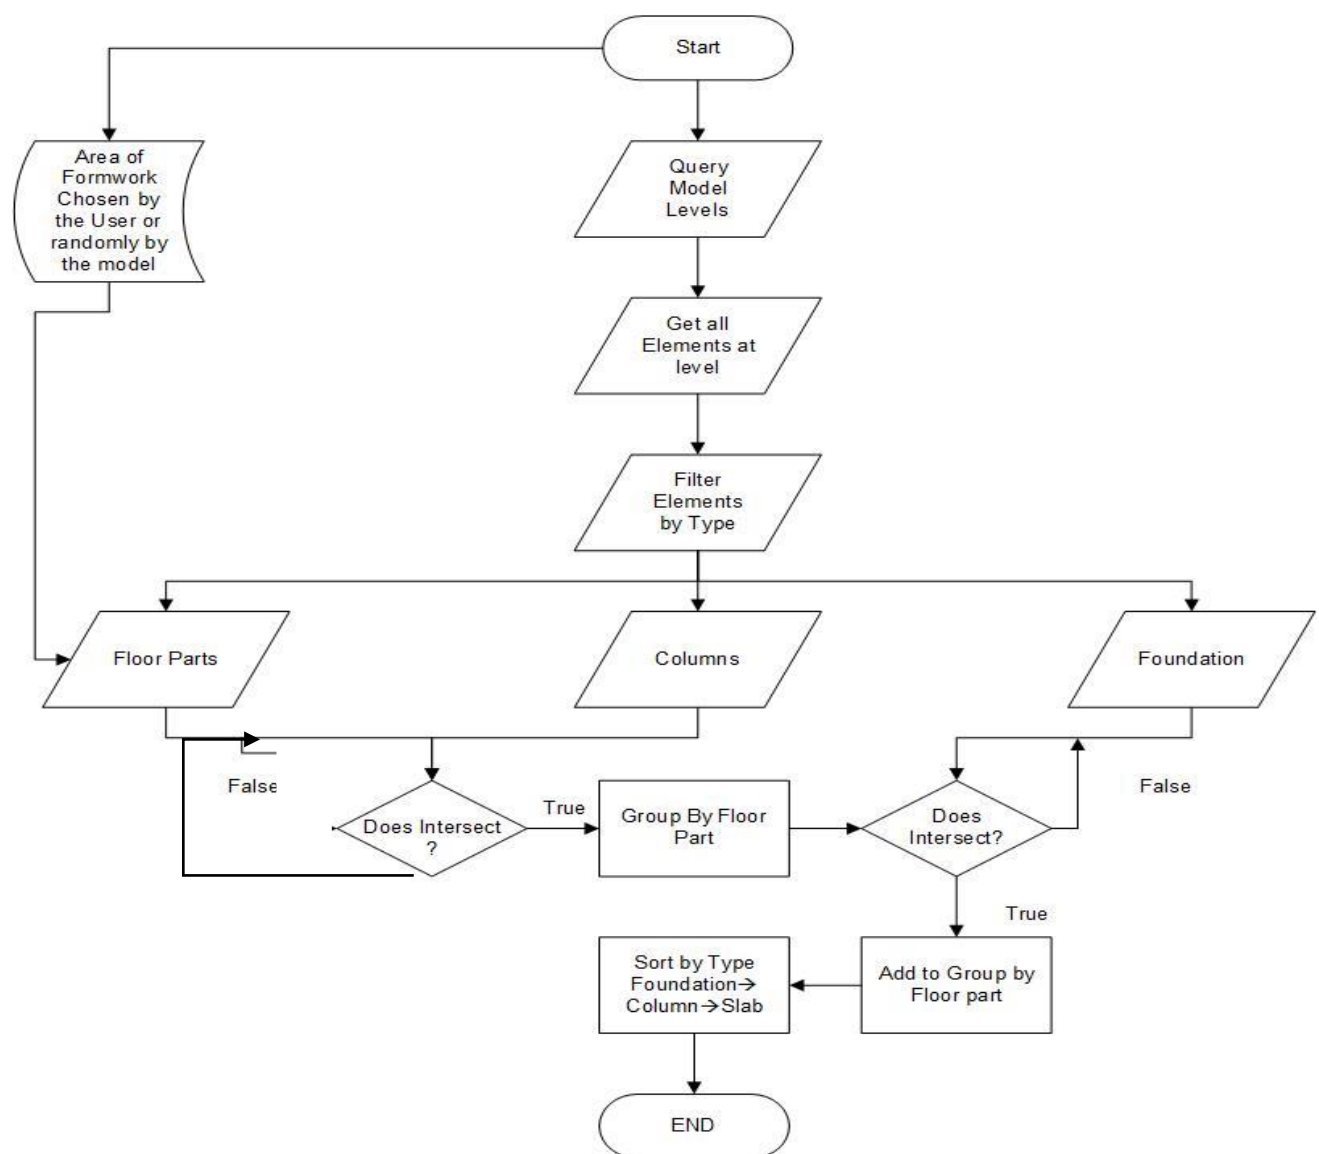 Start
Area of
Formwork
Chosen by
the User or
randomly by
the model
Query
Model
Levels
Get all
Elements at
level
Filter
Elements
by Type
Floor Parts
Columns
Foundation
False
Does Intersect
?
True
Group By Floor
Part
Does
Intersect?
False
True
Sort by Type
Foundation→
Column→Slab
Add to Group by
Floor part
END